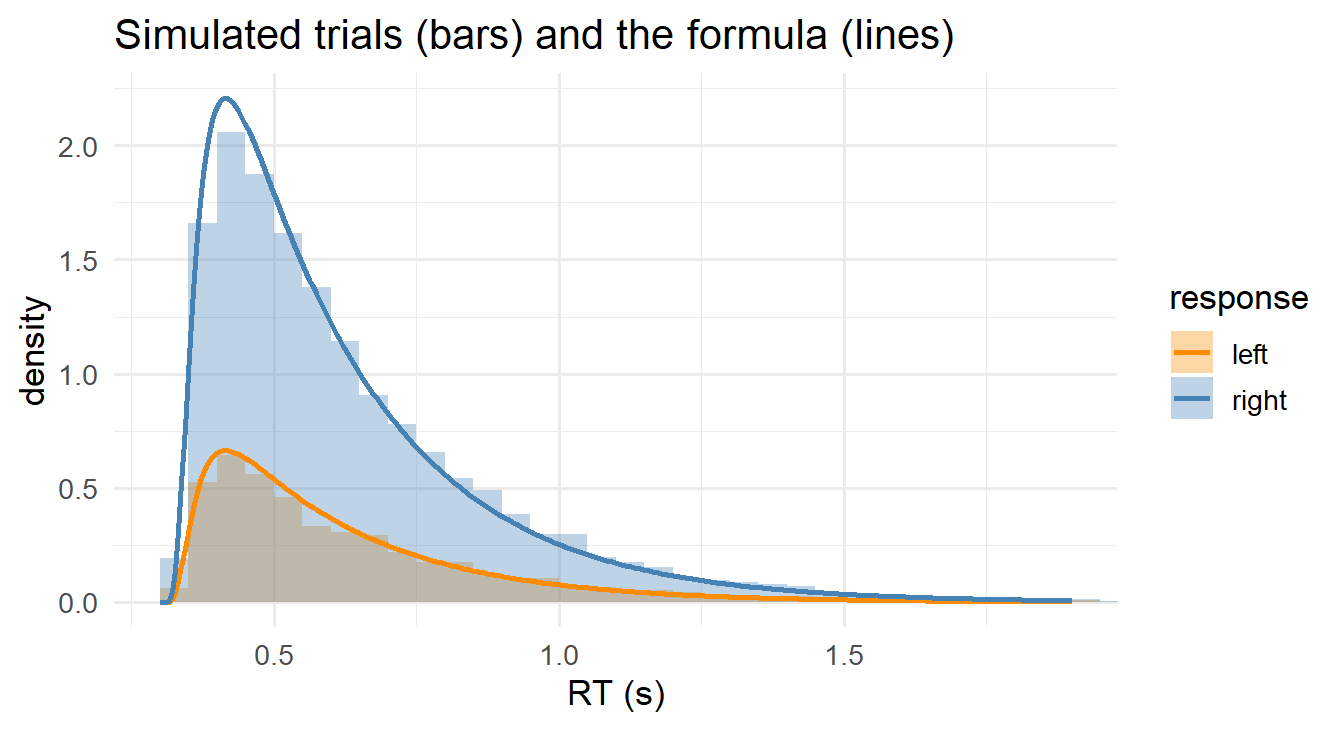 Simulated trials (bars) and the formula (lines)
density
2.0
1.5
1.0
0.5
0.0
0.5 1.0 1.5
RT (s)
response
left
right